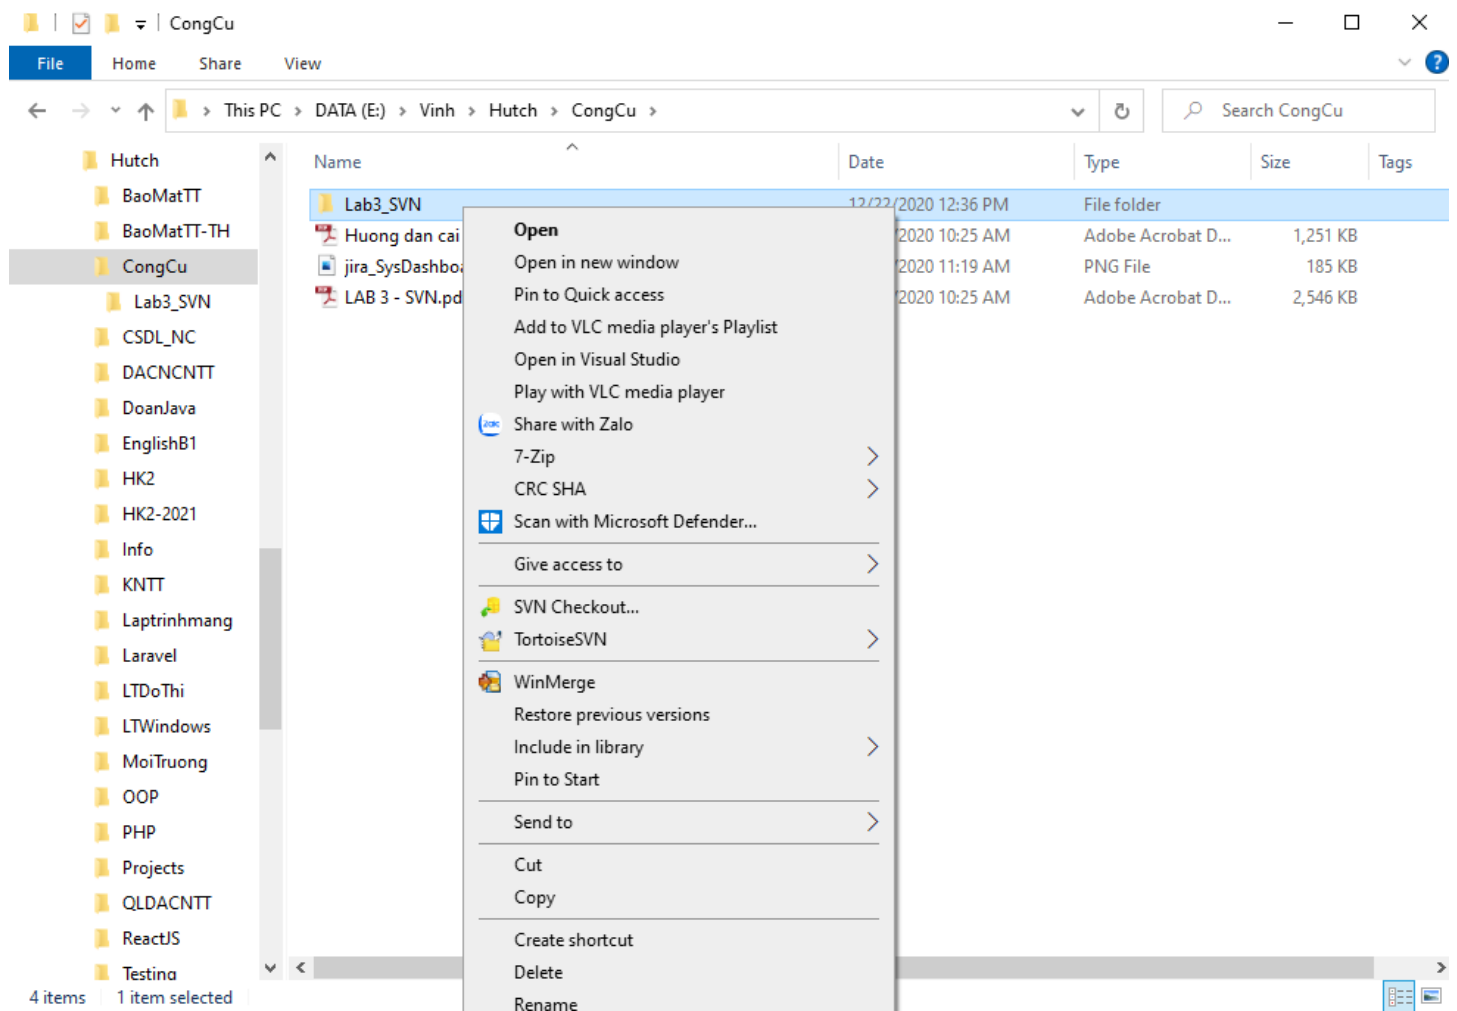 CongCu
File Home Share View
This PC > DATA (E:) > Vinh > Hutch > CongCu >
Search CongCu
Hutch
BaoMatTT
BaoMatTT-TH
CongCu
Lab3_SVN
CSDL_NC
DACNCNTT
DoanJava
EnglishB1
HK2
HK2-2021
Info
KNTT
Laptrinhmang
Laravel
LTDoThi
LTWindows
MoiTruong
OOP
PHP
Projects
QLDACNTT
ReactJS
Testing
Name Date Type Size Tags
Lab3_SVN 12/22/2020 12:36 PM File folder
Huong dan cai /2020 10:25 AM Adobe Acrobat D... 1,251 KB
jira_SysDashboa /2020 11:19 AM PNG File 185 KB
LAB 3 - SVN.pd /2020 10:25 AM Adobe Acrobat D... 2,546 KB
Open
Open in new window
Pin to Quick access
Add to VLC media player's Playlist
Open in Visual Studio
Play with VLC media player
Share with Zalo
7-Zip
CRC SHA
Scan with Microsoft Defender...
Give access to
SVN Checkout...
TortoiseSVN
WinMerge
Restore previous versions
Include in library
Pin to Start
Send to
Cut
Copy
Create shortcut
Delete
Rename
4 items 1 item selected